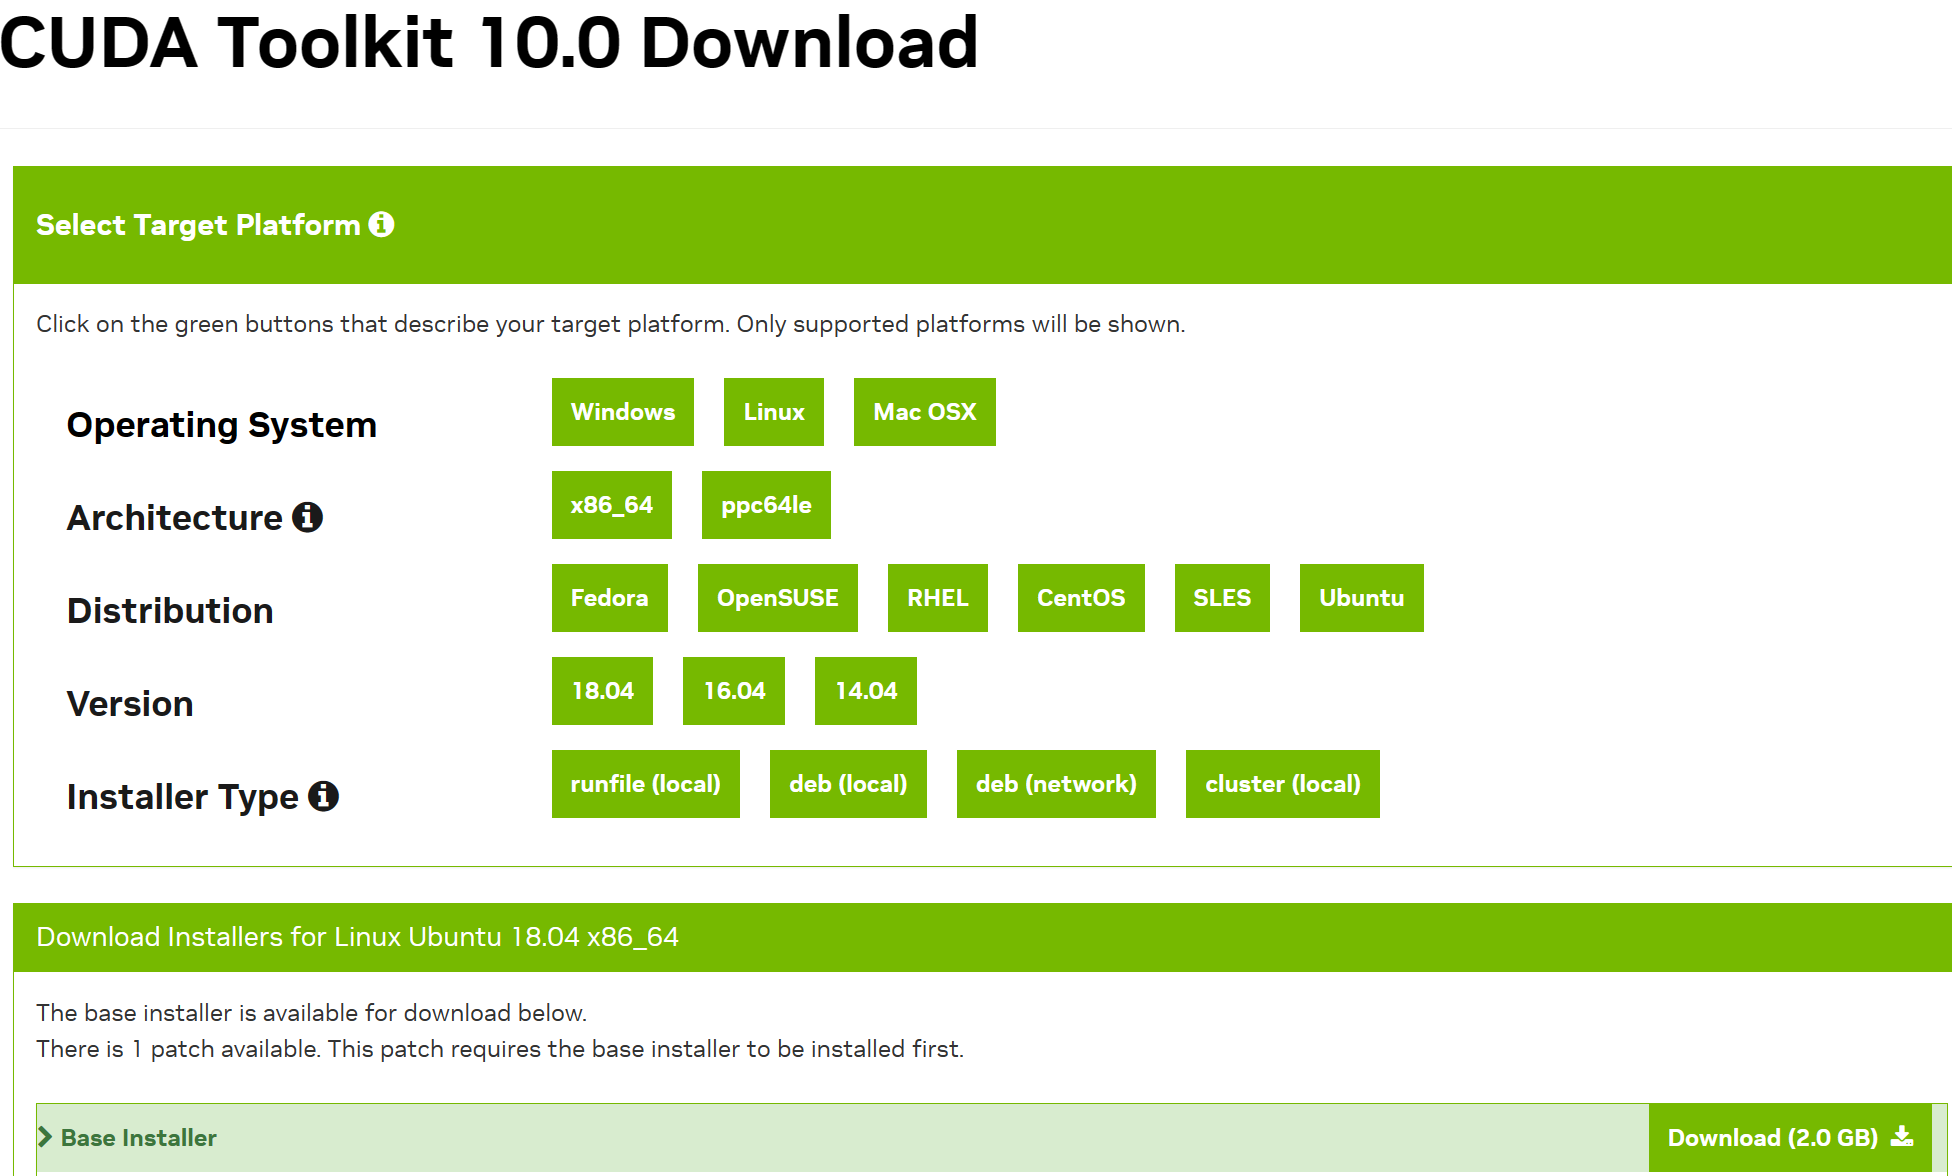 CUDA Toolkit 10.0 Download
Select Target Platform
Click on the green buttons that describe your target platform. Only supported platforms will be shown.
Operating System Windows Linux Mac OSX
Architecture x86_64 ppc64le
Distribution Fedora OpenSUSE RHEL CentOS SLES Ubuntu
Version 18.04 16.04 14.04
Installer Type runfile (local) deb (local) deb (network) cluster (local)
Download Installers for Linux Ubuntu 18.04 x86_64
The base installer is available for download below.
There is 1 patch available. This patch requires the base installer to be installed first.
Base Installer Download (2.0 GB)